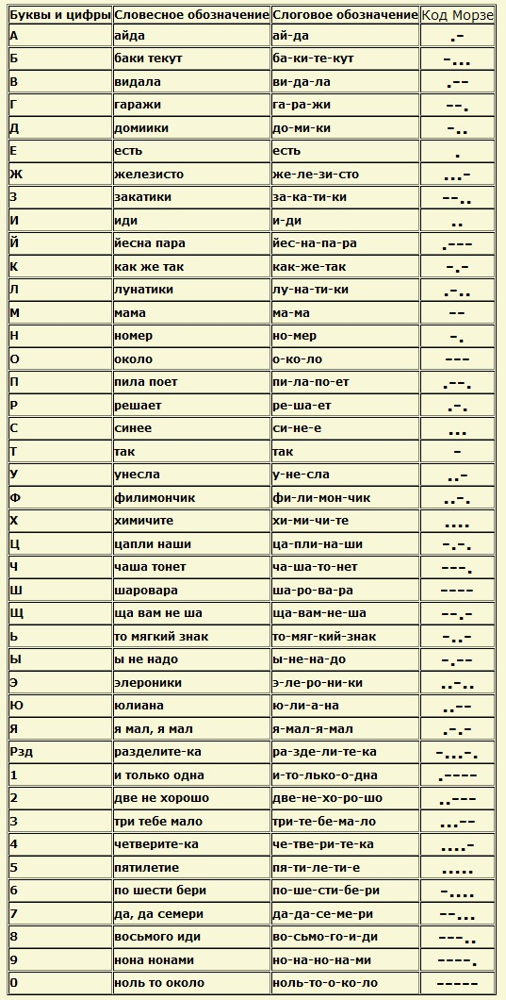 Буквы и цифры Словесное обозначение Слоговое обозначение Код Морзе
А айда ай-да .-
Б баки текут ба-ки-те-кут -...
В видала ви-да-ла .--
Г гаражи га-ра-жи --.
Д домиики до-ми-ки -..
Е есть есть .
Ж железисто же-ле-зи-сто ...-
З закатики за-ка-ти-ки --..
И иди и-ди ..
Й йесна пара йес-на-па-ра .---
К как же так как-же-так -.-
Л лунатики лу-на-ти-ки .-..
М мама ма-ма --
Н номер но-мер -.
О около о-ко-ло ---
П пила поет пи-ла-по-ет .--.
Р решает ре-ша-ет .-.
С синее си-не-е ...
Т так так -
У унесла у-не-сла ..-
Ф филимончик фи-ли-мон-чик ..-.
Х химичите хи-ми-чи-те ....
Ц цапли наши ца-пли-на-ши -.-.
Ч чаша тонет ча-ша-то-нет ---.
Ш шаровара ша-ро-ва-ра ----
Щ ща вам не ша ща-вам-не-ша --.-
Ь то мягкий знак то-мяг-кий-знак -..-
Ы ы не надо ы-не-на-до -.--
Э элероники э-ле-ро-ни-ки ..-..
Ю юлиана ю-ли-а-на ..--
Я я мал, я мал я-мал-я-мал .-.-
Рзд разделите-ка ра-зде-ли-те-ка -...-.
1 и только одна и-то-лько-о-дна .----
2 две не хорошо две-не-хо-ро-шо ..---
3 три тебе мало три-те-бе-ма-ло ...--
4 четверите-ка че-тве-ри-те-ка ....-
5 пятилетие пя-ти-ле-ти-е .....
6 по шести бери по-ше-сти-бе-ри -....
7 да, да семери да-да-се-ме-ри --...
8 восьмого иди во-сьмо-го-и-ди ---..
9 нона нонами но-на-но-на-ми ----.
0 ноль то около ноль-то-о-ко-ло -----